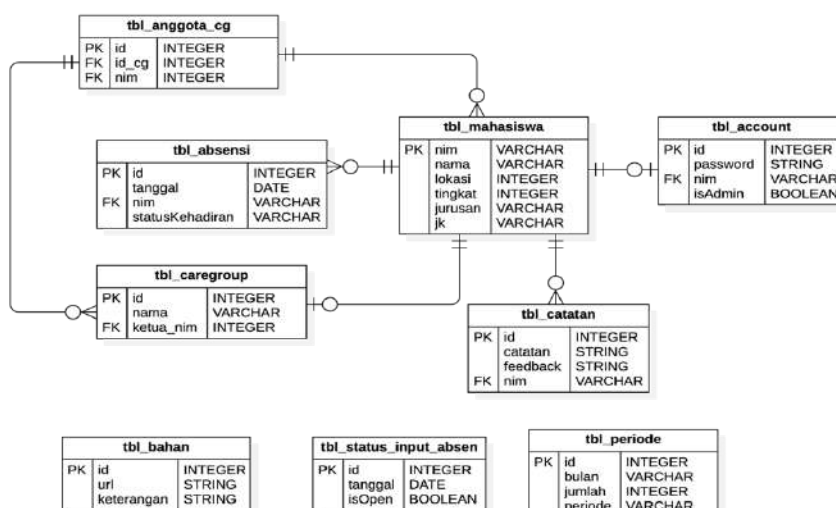 tbl_anggota_cg
PK id INTEGER
FK id_cg INTEGER
FK nim INTEGER
tbl_mahasiswa
PK nim VARCHAR
nama VARCHAR
lokasi INTEGER
tingkat INTEGER
jurusan VARCHAR
jk VARCHAR
tbl_account
PK id INTEGER
password STRING
FK nim VARCHAR
isAdmin BOOLEAN
tbl_absensi
PK id INTEGER
tanggal DATE
FK nim VARCHAR
statusKehadiran VARCHAR
tbl_caregroup
PK id INTEGER
nama VARCHAR
FK ketua_nim INTEGER
tbl_catatan
PK id INTEGER
catatan STRING
feedback STRING
FK nim VARCHAR
tbl_bahan
PK id INTEGER
url STRING
keterangan STRING
tbl_status_input_absen
PK id INTEGER
tanggal DATE
isOpen BOOLEAN
tbl_periode
PK id INTEGER
bulan VARCHAR
jumlah INTEGER
periode VARCHAR